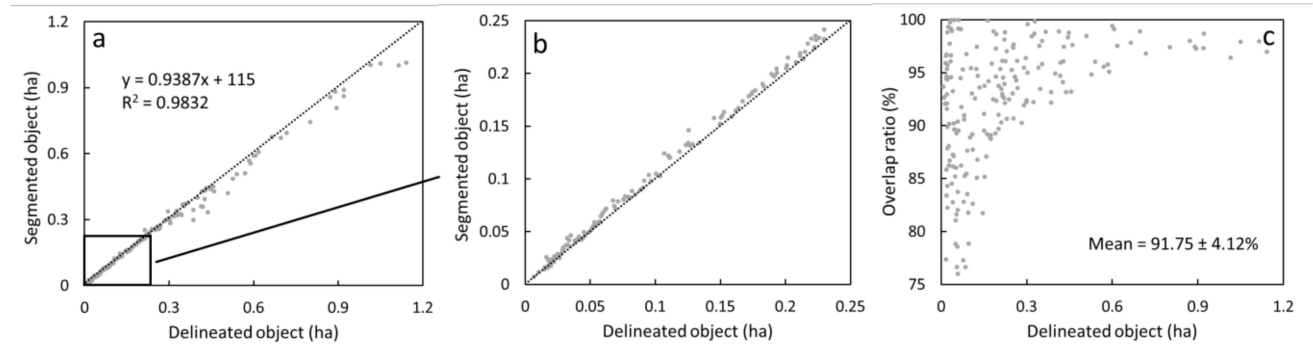 a
y = 0.9387x + 115
R² = 0.9832
1.2
0.9
0.6
0.3
0
0 0.3 0.6 0.9 1.2
Segmented object (ha)
Delineated object (ha)
b
0.25
0.2
0.15
0.1
0.05
0
0 0.05 0.1 0.15 0.2 0.25
Segmented object (ha)
Delineated object (ha)
c
100
95
90
85
80
75
0 0.3 0.6 0.9 1.2
Overlap ratio (%)
Mean = 91.75 ± 4.12%
Delineated object (ha)